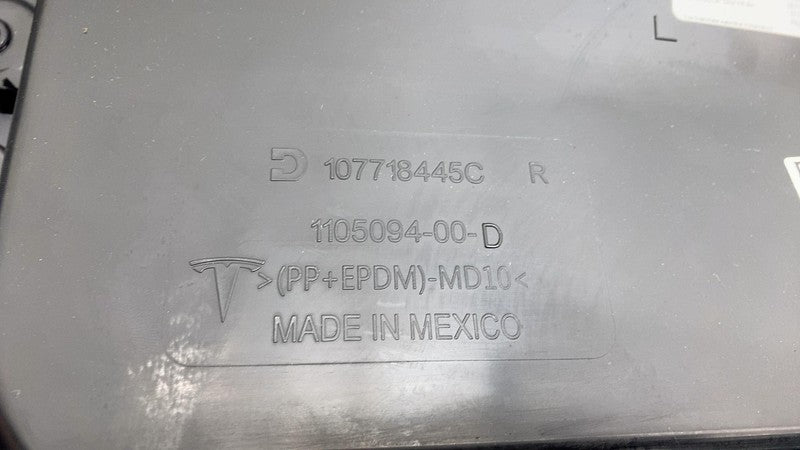 L
107718445C R
1105094-00-D
>(PP+EPDM)-MD10<
MADE IN MEXICO